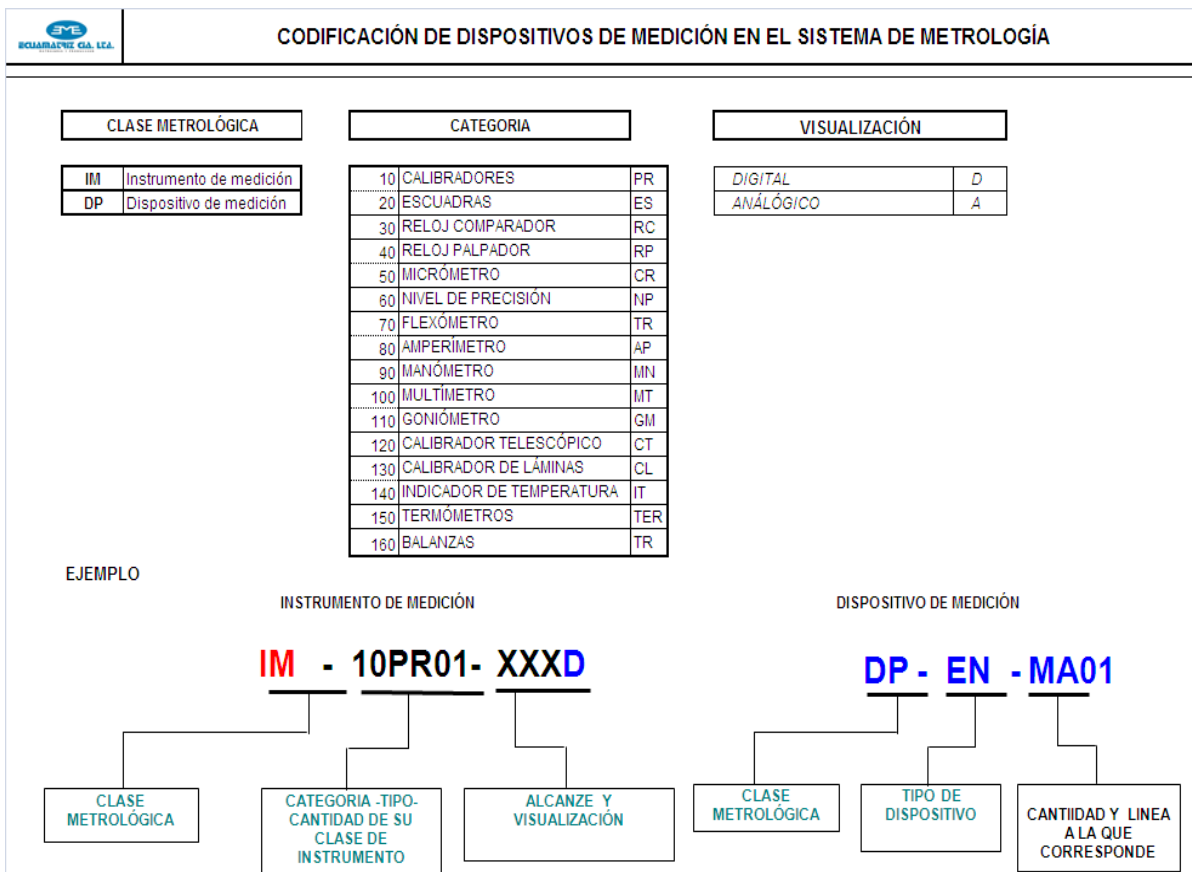 EME
ECUAMATRIZ CIA. LTA.
CODIFICACIÓN DE DISPOSITIVOS DE MEDICIÓN EN EL SISTEMA DE METROLOGÍA
CLASE METROLÓGICA
IM Instrumento de medición
DP Dispositivo de medición
CATEGORIA
10 CALIBRADORES PR
20 ESCUADRAS ES
30 RELOJ COMPARADOR RC
40 RELOJ PALPADOR RP
50 MICRÓMETRO CR
60 NIVEL DE PRECISIÓN NP
70 FLEXÓMETRO TR
80 AMPERÍMETRO AP
90 MANÓMETRO MN
100 MULTÍMETRO MT
110 GONIÓMETRO GM
120 CALIBRADOR TELESCÓPICO CT
130 CALIBRADOR DE LÁMINAS CL
140 INDICADOR DE TEMPERATURA IT
150 TERMÓMETROS TER
160 BALANZAS TR
VISUALIZACIÓN
DIGITAL D
ANÁLÓGICO A
EJEMPLO
INSTRUMENTO DE MEDICIÓN
IM - 10PR01- XXXD
CLASE
METROLÓGICA
CATEGORIA -TIPO-
CANTIDAD DE SU
CLASE DE
INSTRUMENTO
ALCANZE Y
VISUALIZACIÓN
DISPOSITIVO DE MEDICIÓN
DP - EN - MA01
CLASE
METROLÓGICA
TIPO DE
DISPOSITIVO
CANTIIDAD Y LINEA
A LA QUE
CORRESPONDE